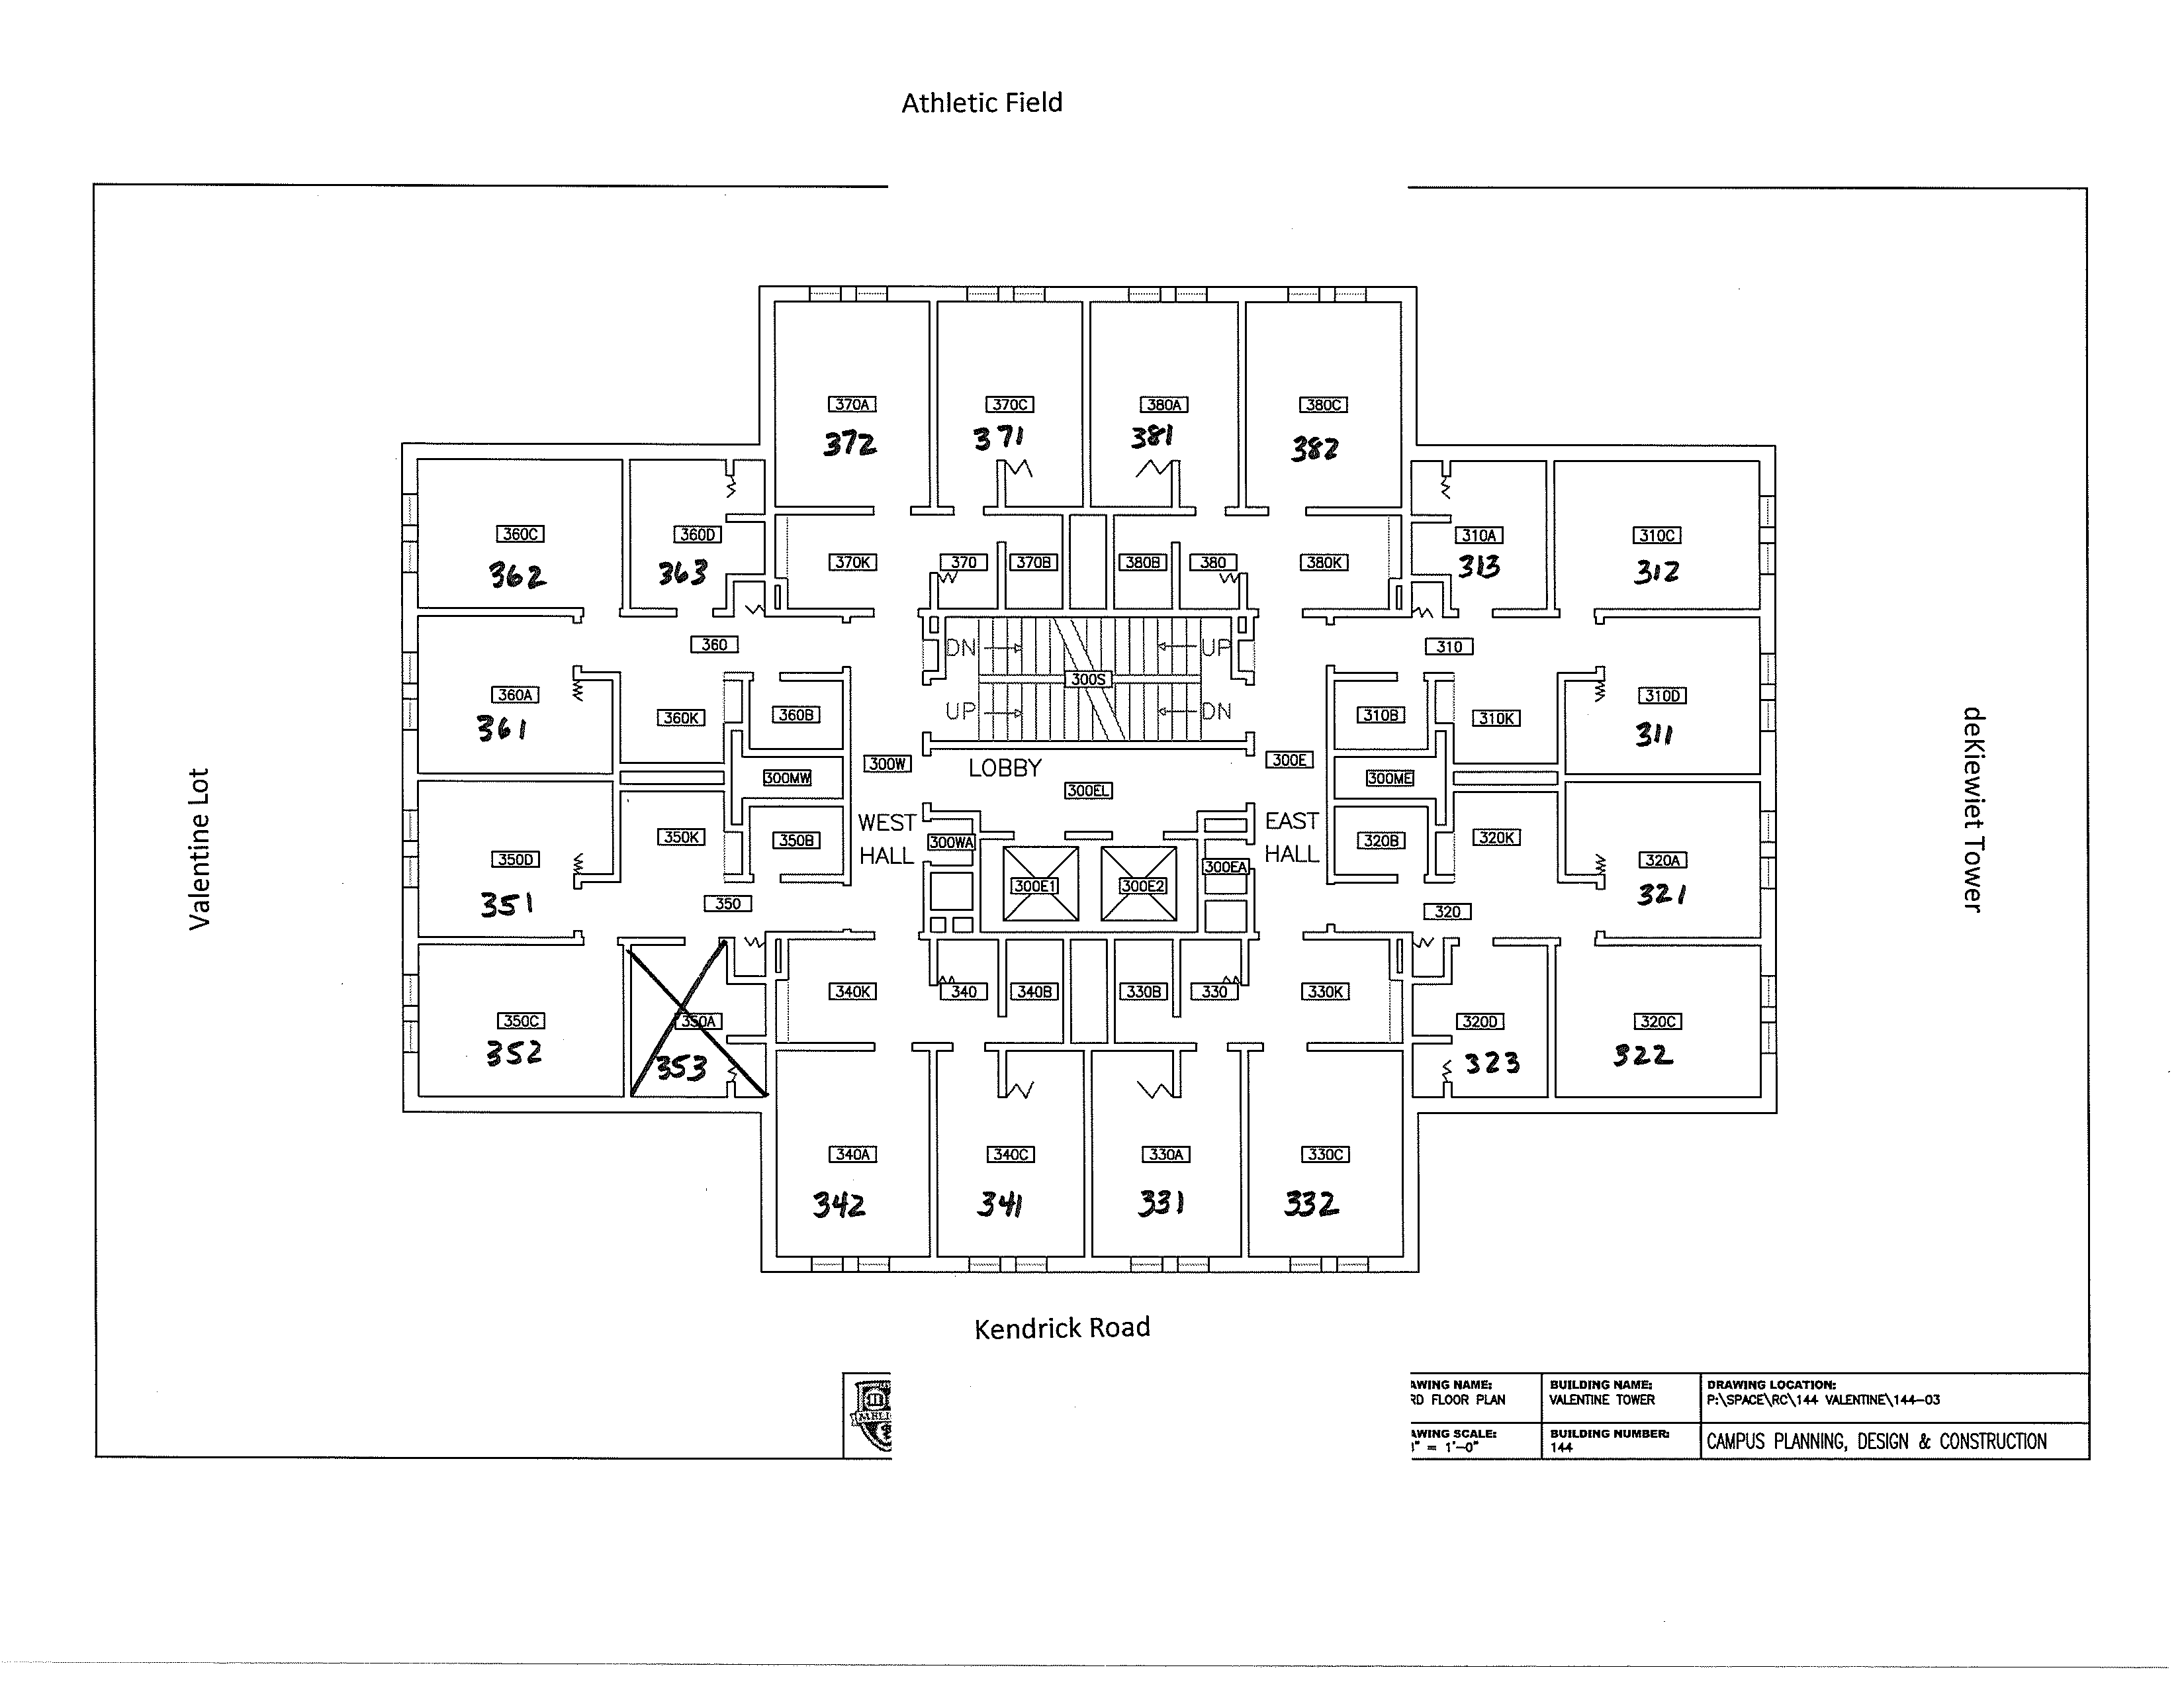 Athletic Field
370A
370C
380A
380C
372
371
381
382
360C
360D
310A
310C
362
363
313
312
370K
370
370B
380B
380
380K
360
DN
UP
310
300S
360A
361
360K
360B
UP
DN
310B
310K
310D
311
300W
LOBBY
300E
300MW
300EL
300ME
Valentine Lot
deKiewiet Tower
WEST
HALL
EAST
HALL
350D
351
350K
350B
300WA
300E1
300E2
300EA
320B
320K
320A
321
350
320
340K
340
340B
330B
330
330K
350C
352
350A
353
320D
323
320C
322
340A
340C
330A
330C
342
341
331
332
Kendrick Road
AWING NAME:
RD FLOOR PLAN
BUILDING NAME:
VALENTINE TOWER
DRAWING LOCATION:
P:\SPACE\RC\144 VALENTINE\144-03
AWING SCALE:
" = 1'-0"
BUILDING NUMBER:
144
CAMPUS PLANNING, DESIGN & CONSTRUCTION